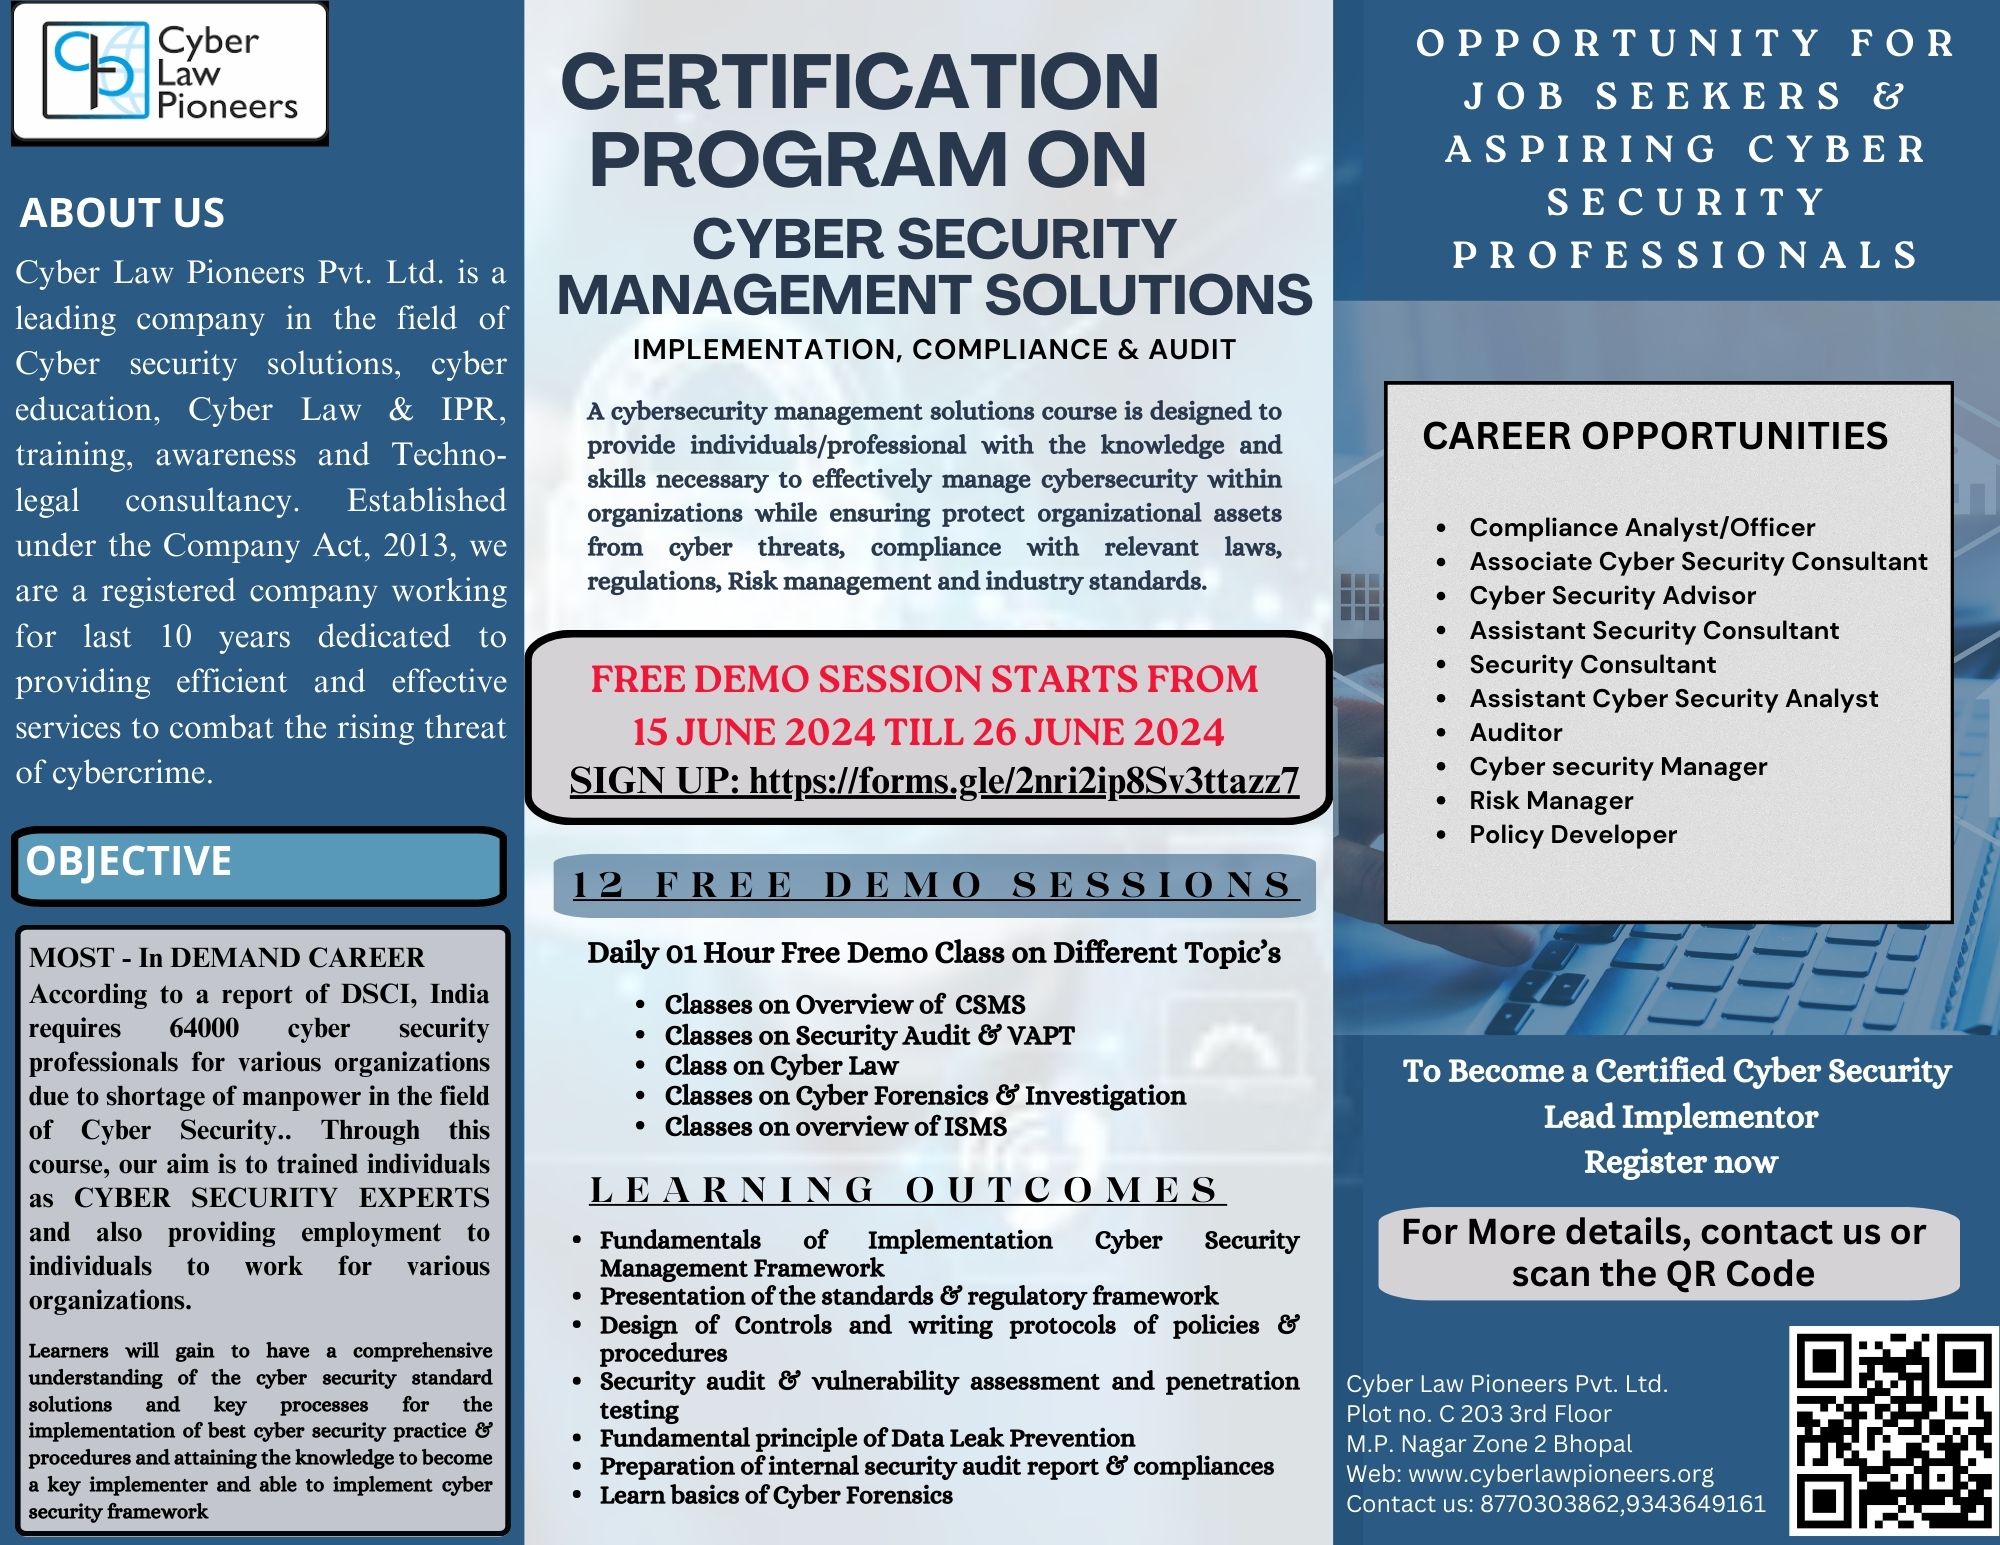 Cyber
Law
Pioneers
ABOUT US
Cyber Law Pioneers Pvt. Ltd. is a
leading company in the field of
Cyber security solutions, cyber
education, Cyber Law & IPR,
training, awareness and Techno-
legal consultancy. Established
under the Company Act, 2013, we
are a registered company working
for last 10 years dedicated to
providing efficient and effective
services to combat the rising threat
of cybercrime.
OBJECTIVE
MOST - In DEMAND CAREER
According to a report of DSCI, India
requires 64000 cyber security
professionals for various organizations
due to shortage of manpower in the field
of Cyber Security.. Through this
course, our aim is to trained individuals
as CYBER SECURITY EXPERTS
and also providing employment to
individuals to work for various
organizations.
Learners will gain to have a comprehensive
understanding of the cyber security standard
solutions and key processes for the
implementation of best cyber security practice &
procedures and attaining the knowledge to become
a key implementer and able to implement cyber
security framework
CERTIFICATION
PROGRAM ON
CYBER SECURITY
MANAGEMENT SOLUTIONS
IMPLEMENTATION, COMPLIANCE & AUDIT
A cybersecurity management solutions course is designed to
provide individuals/professional with the knowledge and
skills necessary to effectively manage cybersecurity within
organizations while ensuring protect organizational assets
from cyber threats, compliance with relevant laws,
regulations, Risk management and industry standards.
FREE DEMO SESSION STARTS FROM
15 JUNE 2024 TILL 26 JUNE 2024
SIGN UP: https://forms.gle/2nri2ip8Sv3ttazz7
12 FREE DEMO SESSIONS
Daily 01 Hour Free Demo Class on Different Topic's
• Classes on Overview of CSMS
• Classes on Security Audit & VAPT
• Class on Cyber Law
• Classes on Cyber Forensics & Investigation
• Classes on overview of ISMS
LEARNING OUTCOMES
• Fundamentals of Implementation Cyber Security
Management Framework
• Presentation of the standards & regulatory framework
• Design of Controls and writing protocols of policies &
procedures
• Security audit & vulnerability assessment and penetration
testing
• Fundamental principle of Data Leak Prevention
• Preparation of internal security audit report & compliances
• Learn basics of Cyber Forensics
OPPORTUNITY FOR
JOB SEEKERS &
ASPIRING CYBER
SECURITY
PROFESSIONALS
CAREER OPPORTUNITIES
• Compliance Analyst/Officer
• Associate Cyber Security Consultant
• Cyber Security Advisor
• Assistant Security Consultant
• Security Consultant
• Assistant Cyber Security Analyst
• Auditor
• Cyber security Manager
• Risk Manager
• Policy Developer
To Become a Certified Cyber Security
Lead Implementor
Register now
For More details, contact us or
scan the QR Code
Cyber Law Pioneers Pvt. Ltd.
Plot no. C 203 3rd Floor
M.P. Nagar Zone 2 Bhopal
Web: www.cyberlawpioneers.org
Contact us: 8770303862,9343649161